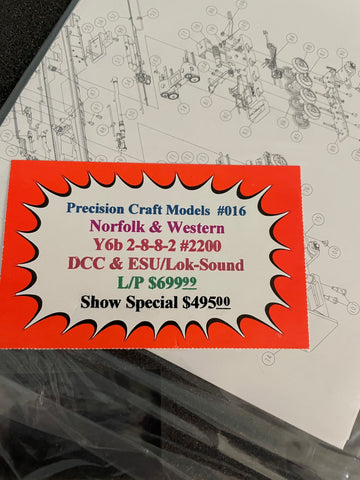 Precision Craft Models #016
Norfolk & Western
Y6b 2-8-8-2 #2200
DCC & ESU/Lok-Sound
L/P $699⁹⁹
Show Special $495⁰⁰